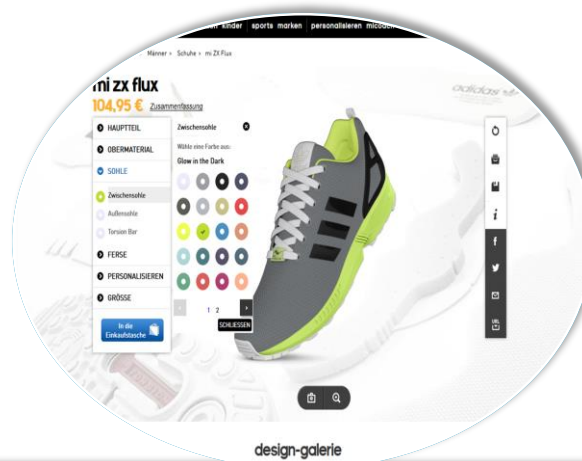 kinder | sports marken | personalisieren micoach
Männer > Schuhe > mi ZX Flux
mi zx flux
104,95 € Zusammenfassung
adidas
HAUPTTEIL
OBERMATERIAL
SOHLE
Zwischensohle
Außensohle
Torsion Bar
FERSE
PERSONALISIEREN
GRÖSSE
In die
Einkaufstasche
Zwischensohle
Wähle eine Farbe aus:
Glow in the Dark
1 2
SCHLIESSEN
i
f
URL
design-galerie